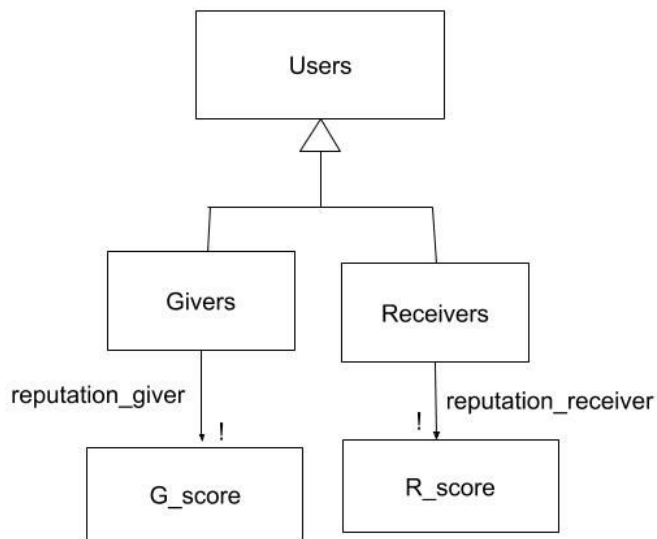 Users
Givers
Receivers
reputation_giver
reputation_receiver
!
!
G_score
R_score